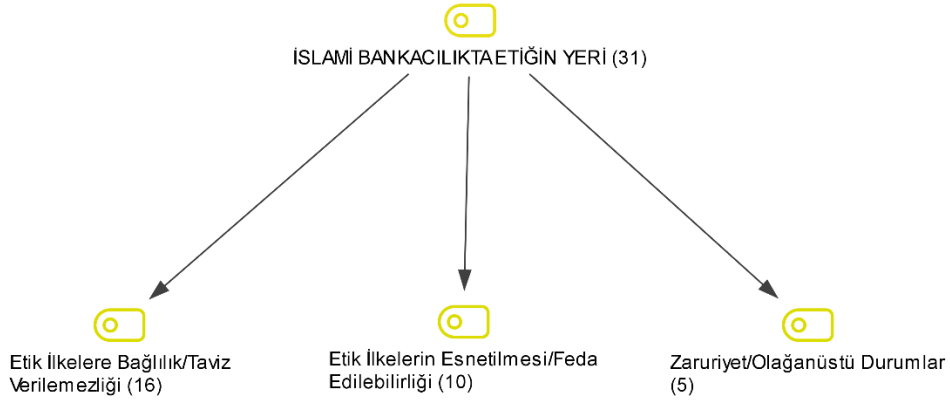 İSLAMİ BANKACILIKTA ETİĞİN YERİ (31)
Etik İlkelere Bağlılık/Taviz
Verilemezliği (16)
Etik İlkelerin Esnetilmesi/Feda
Edilebilirliği (10)
Zaruriyet/Olağanüstü Durumlar
(5)